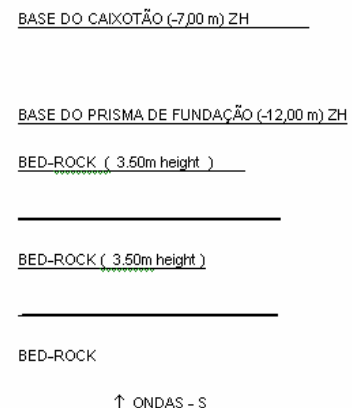 BASE DO CAIXOTÃO (-7,00 m) ZH
BASE DO PRISMA DE FUNDAÇÃO (-12,00 m) ZH
BED-ROCK ( 3.50m height )
BED-ROCK ( 3.50m height )
BED-ROCK
↑ ONDAS - S